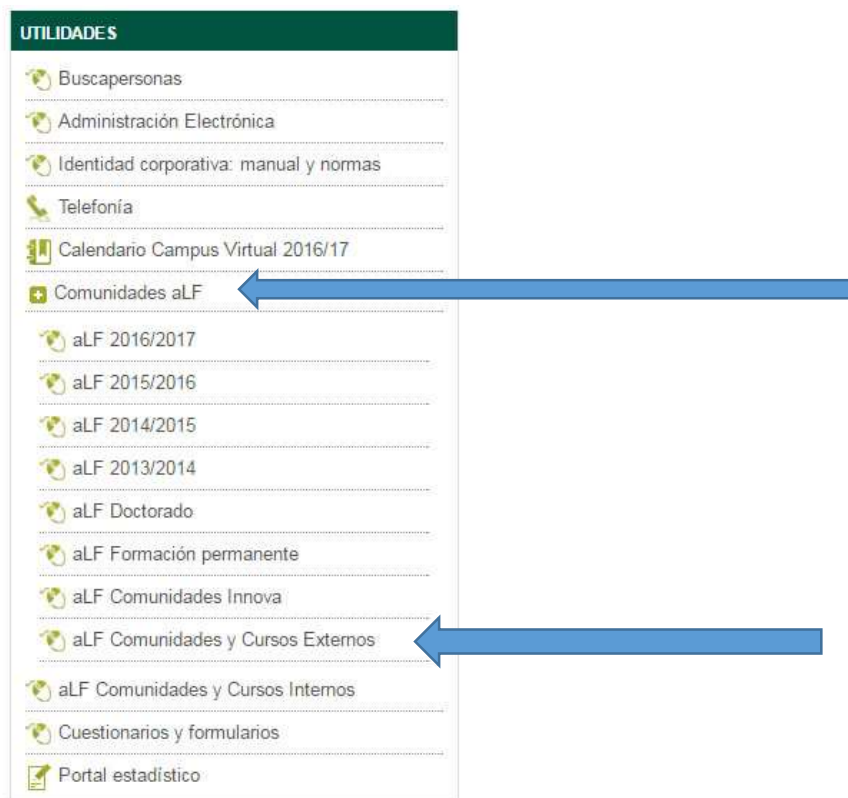 UTILIDADES
Buscapersonas
Administración Electrónica
Identidad corporativa: manual y normas
Telefonía
Calendario Campus Virtual 2016/17
Comunidades aLF
aLF 2016/2017
aLF 2015/2016
aLF 2014/2015
aLF 2013/2014
aLF Doctorado
aLF Formación permanente
aLF Comunidades Innova
aLF Comunidades y Cursos Externos
aLF Comunidades y Cursos Internos
Cuestionarios y formularios
Portal estadístico